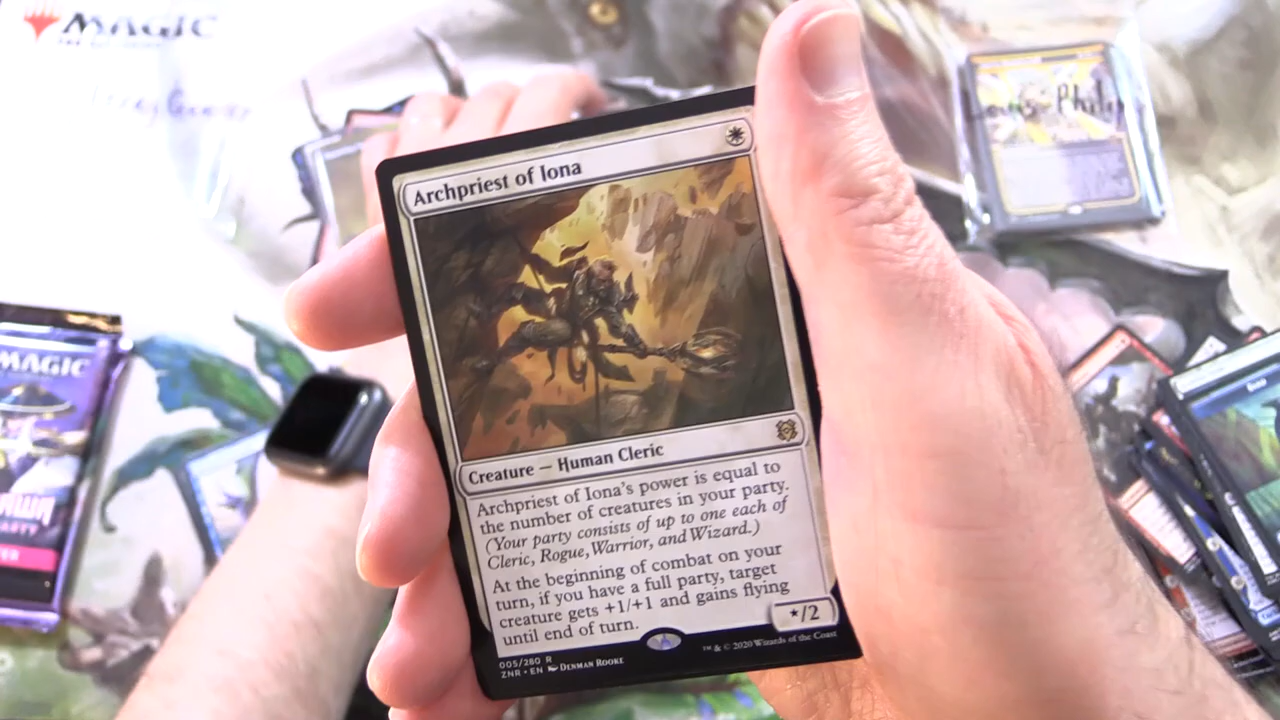 MAGIC
Archpriest of Iona
Creature — Human Cleric
Archpriest of Iona's power is equal to
the number of creatures in your party.
(Your party consists of up to one each of
Cleric, Rogue, Warrior, and Wizard.)
At the beginning of combat on your
turn, if you have a full party, target
creature gets +1/+1 and gains flying
until end of turn.
★/2
005/280 R
ZNR • EN DENMAN ROOKE
™ & © 2020 Wizards of the Coast
MAGIC